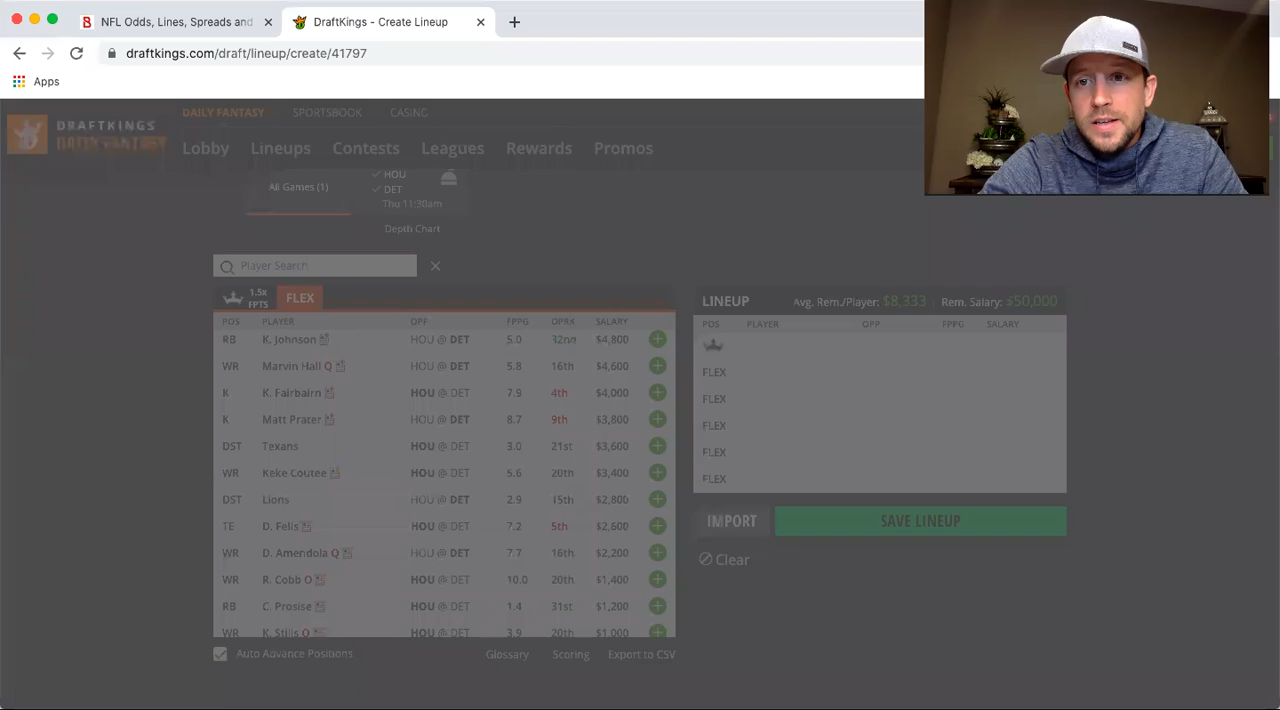 NFL Odds, Lines, Spreads and
DraftKings - Create Lineup
draftkings.com/draft/lineup/create/41797
Apps
DRAFTKINGS
DAILY FANTASY
DAILY FANTASY SPORTSBOOK CASINO
Lobby Lineups Contests Leagues Rewards Promos
All Games (1)
HOU
DET
Thu 11:30am
Depth Chart
Player Search
1.5x
FPTS
FLEX
POS PLAYER OPP FPPG OPRK SALARY
RB K. Johnson HOU @ DET 5.0 32nd $4,800
WR Marvin Hall Q HOU @ DET 5.8 16th $4,600
K K. Fairbairn HOU @ DET 7.9 4th $4,000
K Matt Prater HOU @ DET 8.7 9th $3,800
DST Texans HOU @ DET 3.0 21st $3,600
WR Keke Coutee HOU @ DET 5.6 20th $3,400
DST Lions HOU @ DET 2.9 15th $2,800
TE D. Fells HOU @ DET 7.2 5th $2,600
WR D. Amendola Q HOU @ DET 7.7 16th $2,200
WR R. Cobb O HOU @ DET 10.0 20th $1,400
RB C. Prosise HOU @ DET 1.4 31st $1,200
WR K. Stills Q HOU @ DET 3.9 20th $1,000
Auto Advance Positions
Glossary Scoring Export to CSV
LINEUP Avg. Rem./Player: $8,333 Rem. Salary: $50,000
POS PLAYER OPP FPPG SALARY
FLEX
FLEX
FLEX
FLEX
FLEX
IMPORT SAVE LINEUP
Clear